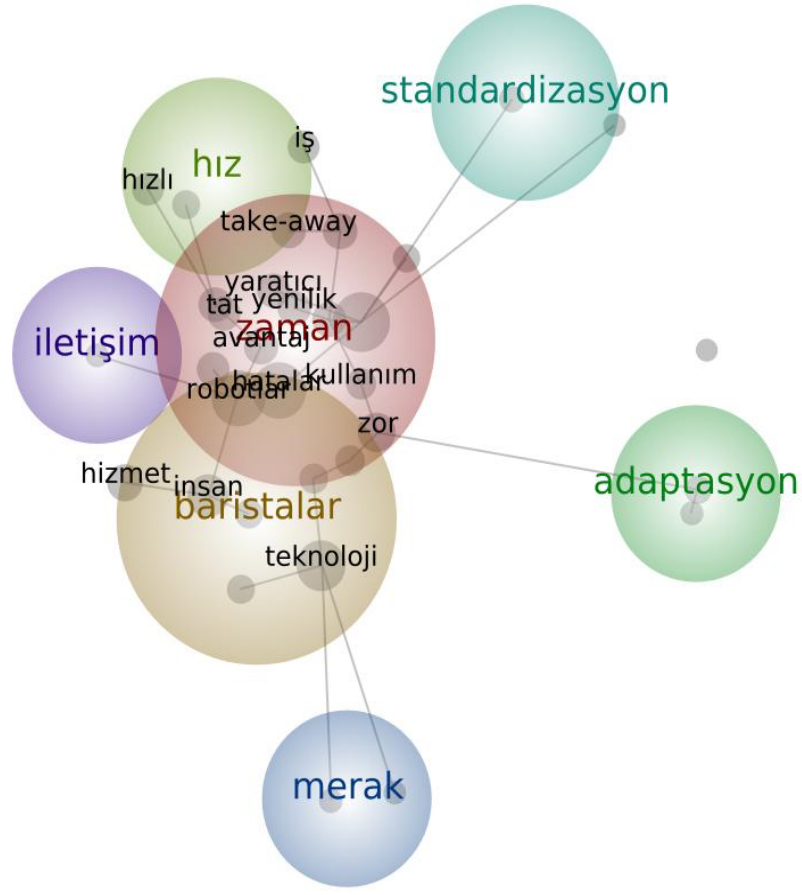 standardizasyon
iş
hız
hızlı
take-away
yaratıcı
yenilik
tat
zaman
avantaj
iletişim
kullanım
hatalar
robotlar
zor
hizmet
adaptasyon
insan
baristalar
teknoloji
merak